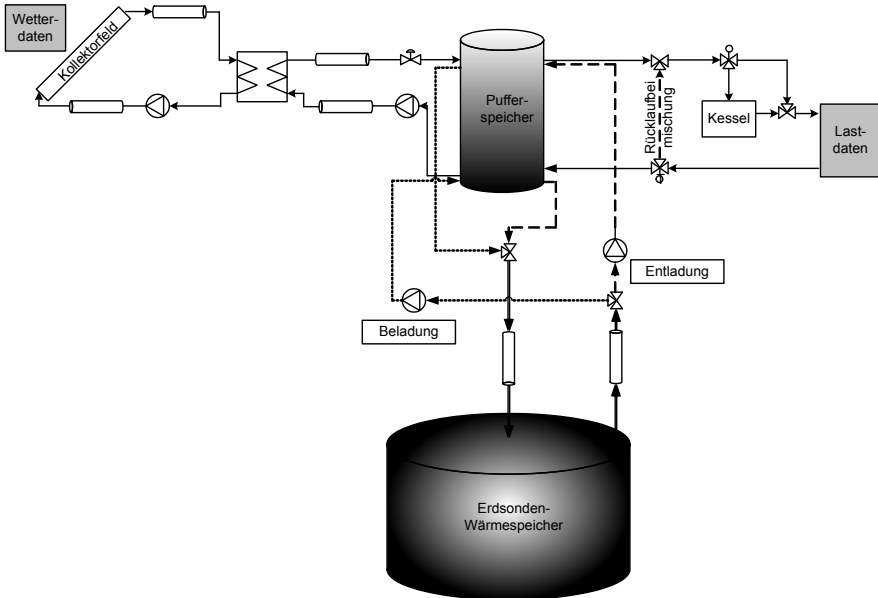 Wetter-
daten
Kollektorfeld
Puffer-
speicher
Rücklaufbei
mischung
Kessel
Last-
daten
Entladung
Beladung
Erdsonden-
Wärmespeicher